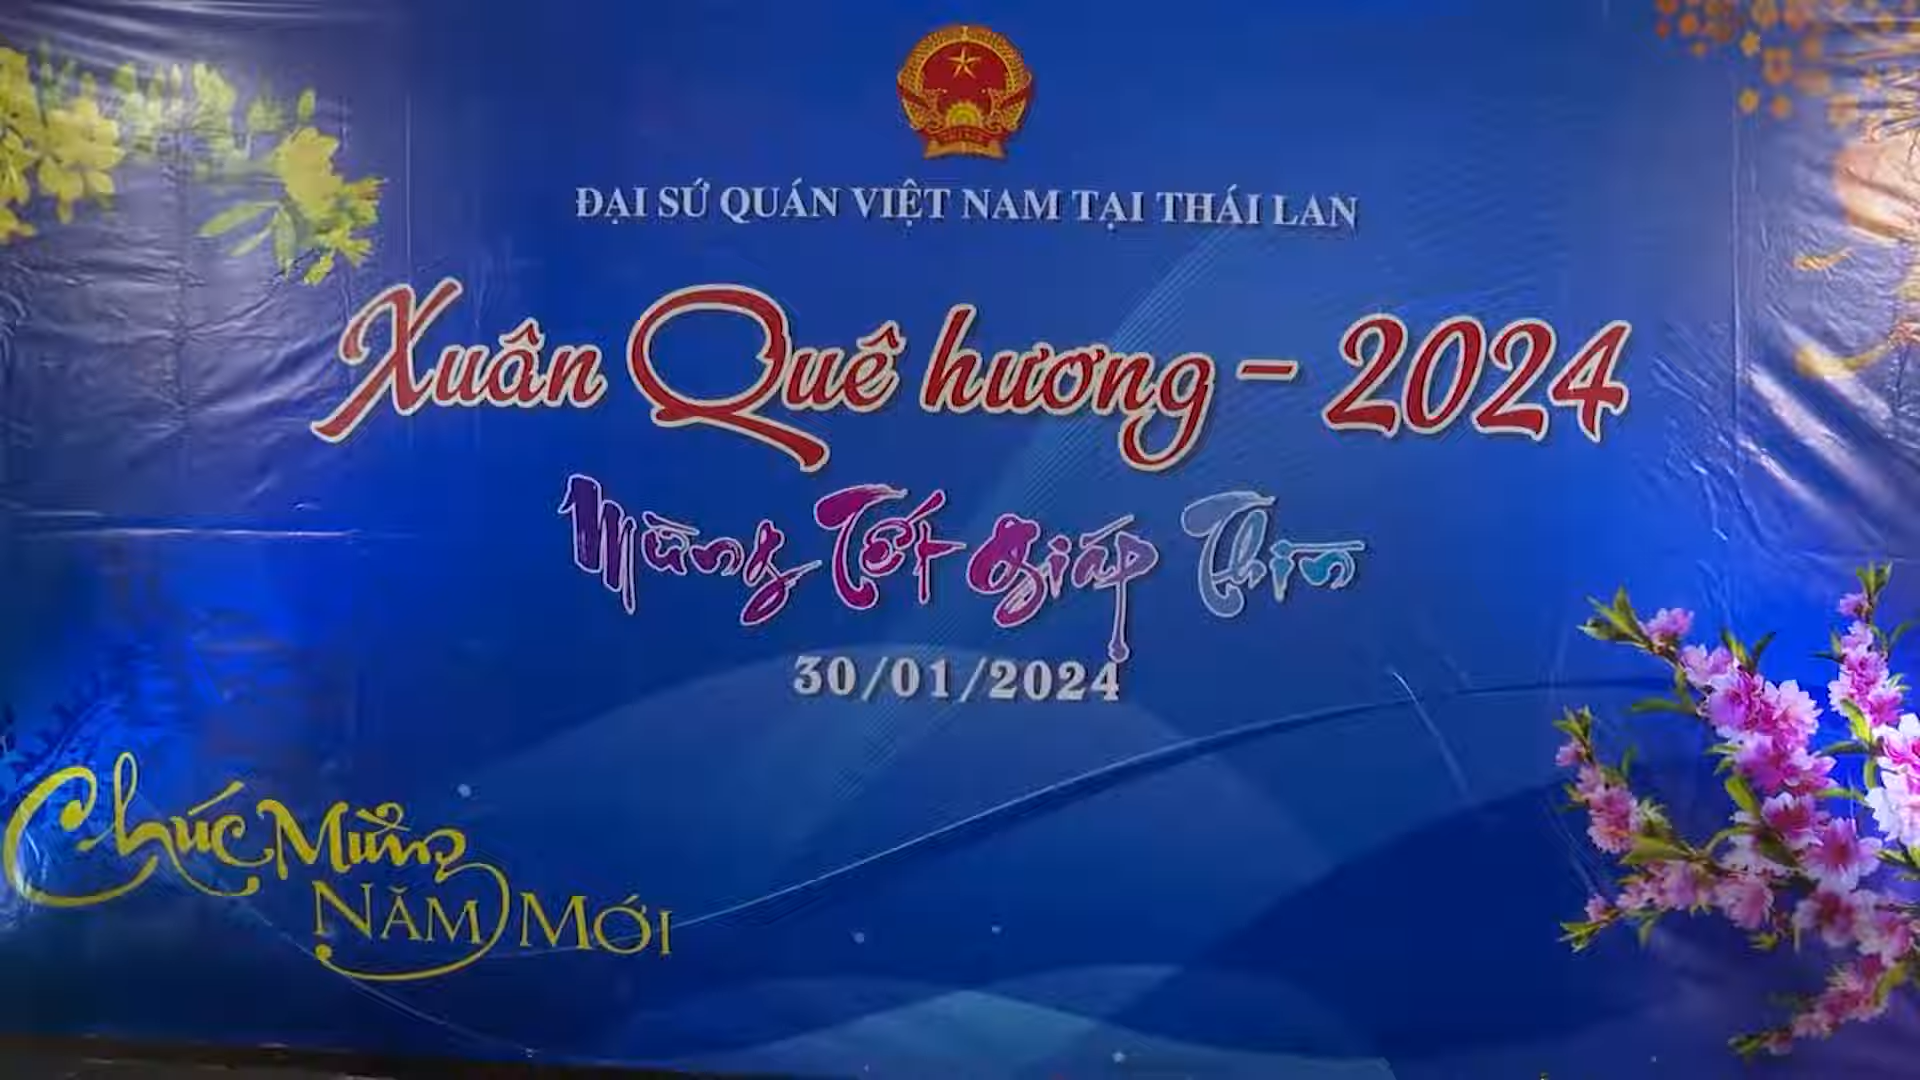 ĐẠI SỨ QUÁN VIỆT NAM TẠI THÁI LAN
Xuân Quê hương - 2024
Mừng Tết Giáp Thìn
30/01/2024
Chúc Mừng
NĂM MỚI